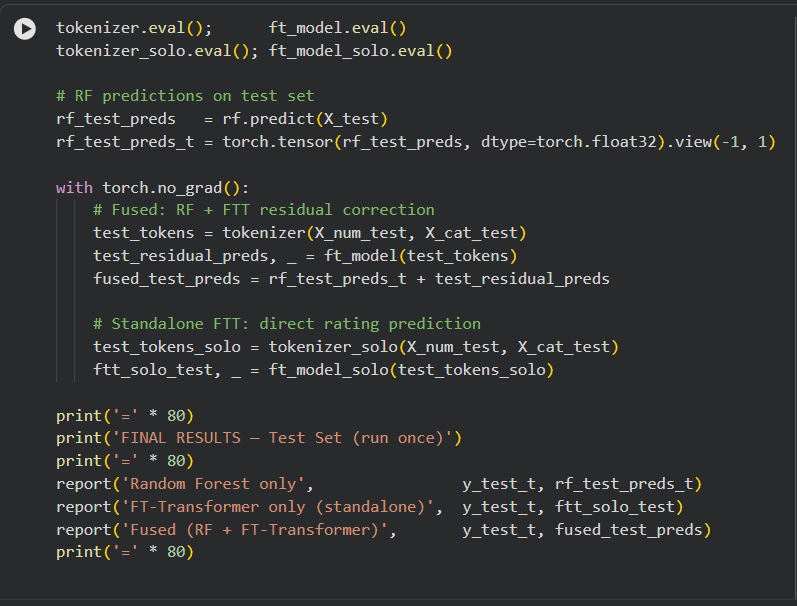 tokenizer.eval();      ft_model.eval()
tokenizer_solo.eval(); ft_model_solo.eval()
# RF predictions on test set
rf_test_preds   = rf.predict(X_test)
rf_test_preds_t = torch.tensor(rf_test_preds, dtype=torch.float32).view(-1, 1)
with torch.no_grad():
    # Fused: RF + FTT residual correction
    test_tokens = tokenizer(X_num_test, X_cat_test)
    test_residual_preds, _ = ft_model(test_tokens)
    fused_test_preds = rf_test_preds_t + test_residual_preds
    # Standalone FTT: direct rating prediction
    test_tokens_solo = tokenizer_solo(X_num_test, X_cat_test)
    ftt_solo_test, _ = ft_model_solo(test_tokens_solo)
print('=' * 80)
print('FINAL RESULTS — Test Set (run once)')
print('=' * 80)
report('Random Forest only',                y_test_t, rf_test_preds_t)
report('FT-Transformer only (standalone)',  y_test_t, ftt_solo_test)
report('Fused (RF + FT-Transformer)',       y_test_t, fused_test_preds)
print('=' * 80)